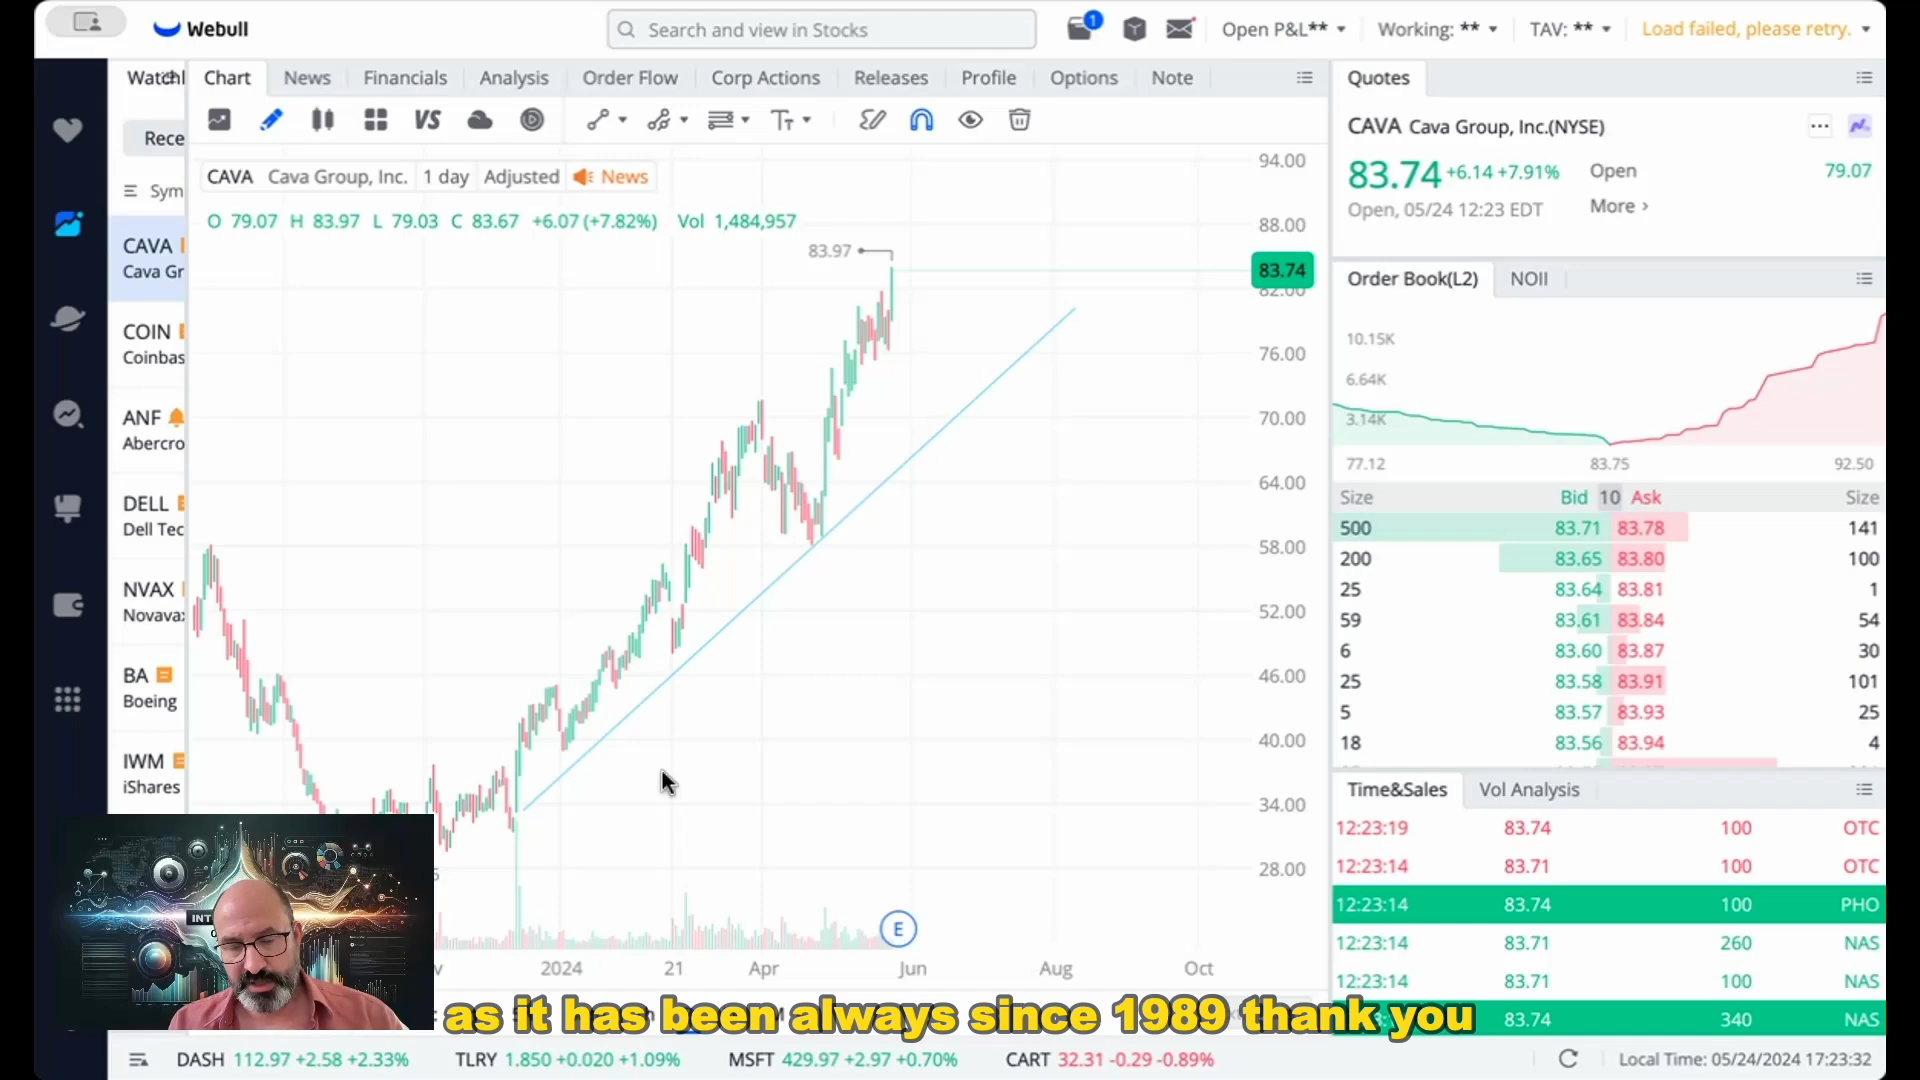 Webull
Search and view in Stocks
1
Open P&L** Working: ** TAV: ** Load failed, please retry.
Watchl Chart News Financials Analysis Order Flow Corp Actions Releases Profile Options Note
Rece
VS
Tт
Sym
CAVA
Cava Gr
COIN
Coinbas
ANF
Abercro
DELL
Dell Tec
NVAX
Novavax
BA
Boeing
IWM
iShares
CAVA Cava Group, Inc. 1 day Adjusted News
O 79.07 H 83.97 L 79.03 C 83.67 +6.07 (+7.82%) Vol 1,484,957
83.97
94.00
88.00
83.74
82.00
76.00
70.00
64.00
58.00
52.00
46.00
40.00
34.00
28.00
E
v 2024 21 Apr Jun Aug Oct
Quotes
CAVA Cava Group, Inc.(NYSE)
83.74 +6.14 +7.91% Open 79.07
Open, 05/24 12:23 EDT More
Order Book(L2) NOII
10.15K
6.64K
3.14K
77.12 83.75 92.50
Size Bid 10 Ask Size
500 83.71 83.78 141
200 83.65 83.80 100
25 83.64 83.81 1
59 83.61 83.84 54
6 83.60 83.87 30
25 83.58 83.91 101
5 83.57 83.93 25
18 83.56 83.94 4
Time&Sales Vol Analysis
12:23:19 83.74 100 OTC
12:23:14 83.71 100 OTC
12:23:14 83.74 100 PHO
12:23:14 83.71 260 NAS
12:23:14 83.71 100 NAS
83.74 340 NAS
INT
as it has been always since 1989 thank you
DASH 112.97 +2.58 +2.33% TLRY 1.850 +0.020 +1.09% MSFT 429.97 +2.97 +0.70% CART 32.31 -0.29 -0.89% Local Time: 05/24/2024 17:23:32